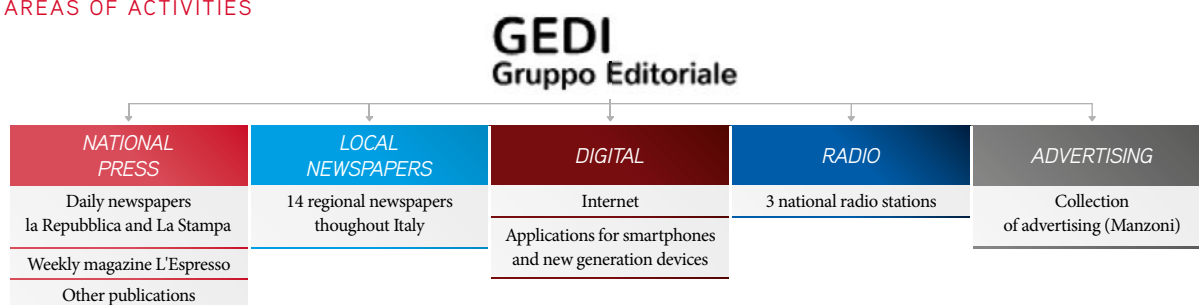 AREAS OF ACTIVITIES
GEDI
Gruppo Editoriale
NATIONAL
PRESS
Daily newspapers
la Repubblica and La Stampa
Weekly magazine L'Espresso
Other publications
LOCAL
NEWSPAPERS
14 regional newspapers
thoughout Italy
DIGITAL
Internet
Applications for smartphones
and new generation devices
RADIO
3 national radio stations
ADVERTISING
Collection
of advertising (Manzoni)